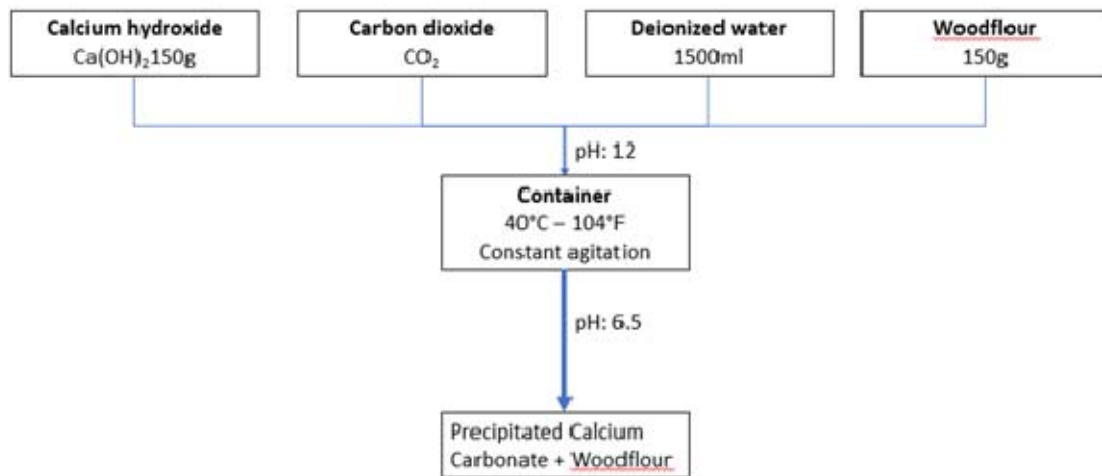 Calcium hydroxide
Ca(OH)₂150g
Carbon dioxide
CO₂
Deionized water
1500ml
Woodflour
150g
pH: 12
Container
40°C – 104°F
Constant agitation
pH: 6.5
Precipitated Calcium
Carbonate + Woodflour